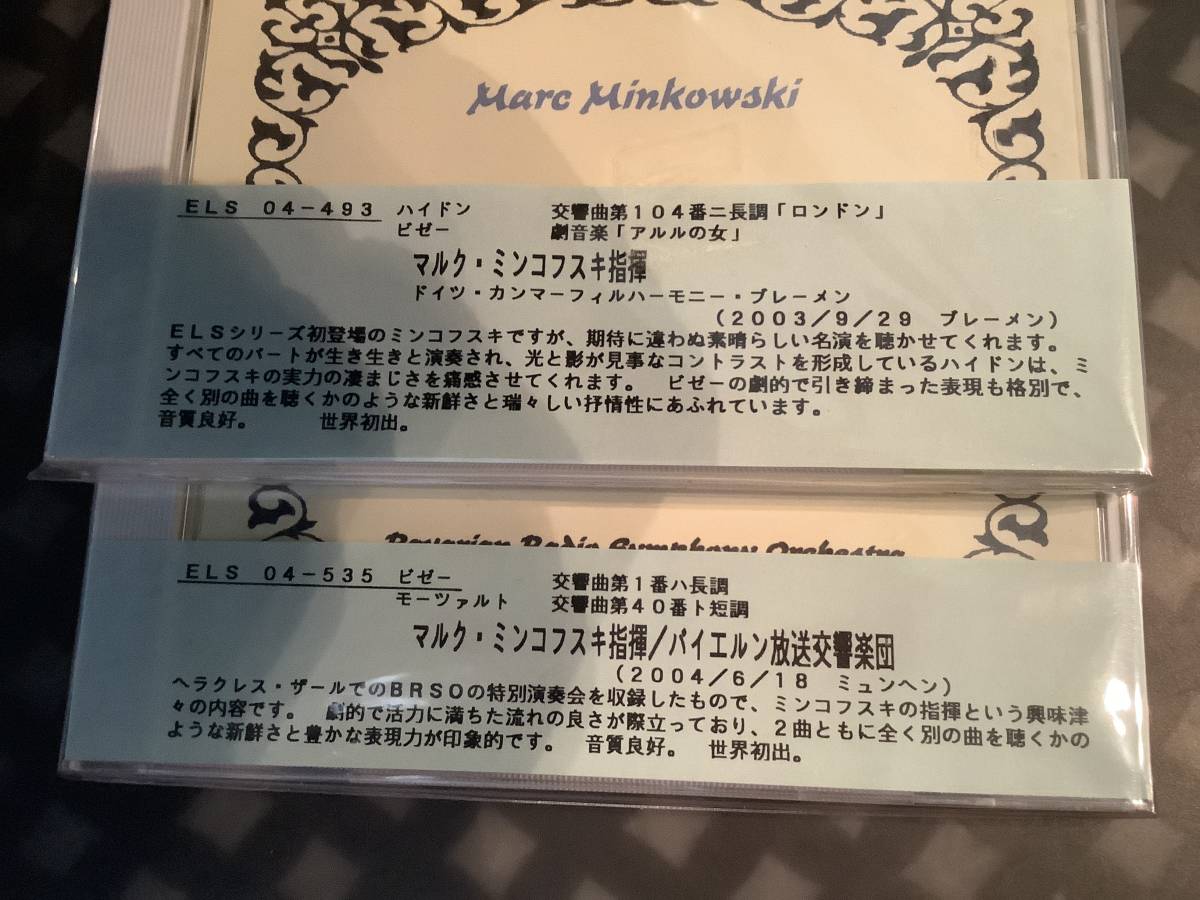 Marc Minkowski
ELS 04-493 ハイドン 交響曲第104番ニ長調「ロンドン」
ビゼー 劇音楽「アルルの女」
マルク・ミンコフスキ指揮
ドイツ・カンマーフィルハーモニー・ブレーメン
(2003/9/29 ブレーメン)
ELSシリーズ初登場のミンコフスキですが、期待に違わぬ素晴らしい名演を聴かせてくれます。
すべてのパートが生き生きと演奏され、光と影が見事なコントラストを形成しているハイドンは、ミ
ンコフスキの実力の凄まじさを痛感させてくれます。 ビゼーの劇的で引き締まった表現も格別で、
全く別の曲を聴くかのような新鮮さと瑞々しい抒情性にあふれています。
音質良好。 世界初出。
Bavarian Radio Symphony Orchestra
ELS 04-535 ビゼー 交響曲第1番ハ長調
モーツァルト 交響曲第40番ト短調
マルク・ミンコフスキ指揮/バイエルン放送交響楽団
(2004/6/18 ミュンヘン)
ヘラクレス・ザールでのBRSOの特別演奏会を収録したもので、ミンコフスキの指揮という興味津
々の内容です。 劇的で活力に満ちた流れの良さが際立っており、2曲ともに全く別の曲を聴くかの
ような新鮮さと豊かな表現力が印象的です。 音質良好。 世界初出。